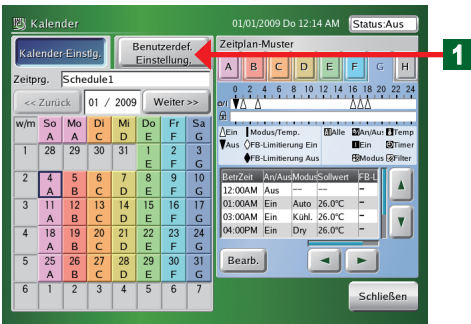 Kalender
01/01/2009 Do 12:14 AM
Status:Aus
Kalender-Einstlg.
Benutzerdef.
Einstellung.
1
Zeitprg. Schedule1
<< Zurück
01 / 2009
Weiter >>
w/m So Mo Di Mi Do Fr Sa
A B C D E F G
1 28 29 30 31 1 2 3
E F G
2 4 5 6 7 8 9 10
A B C D E F G
3 11 12 13 14 15 16 17
A B C D E F G
4 18 19 20 21 22 23 24
A B C D E F G
5 25 26 27 28 29 30 31
A B C D E F G
6 1 2 3 4 5 6 7
Zeitplan-Muster
A B C D E F G H
0 2 4 6 8 10 12 14 16 18 20 22 24
Ein Modus/Temp. Alle An/Aus Temp
Aus FB-Limitierung Ein Ein Timer
FB-Limitierung Aus Modus Filter
BetrZeit An/Aus Modus Sollwert FB-L
12:00AM Aus -- --
01:00AM Ein Auto 26.0°C –
03:00AM Ein Kühl. 26.0°C –
04:00PM Ein Dry 26.0°C –
Bearb.
Schließen